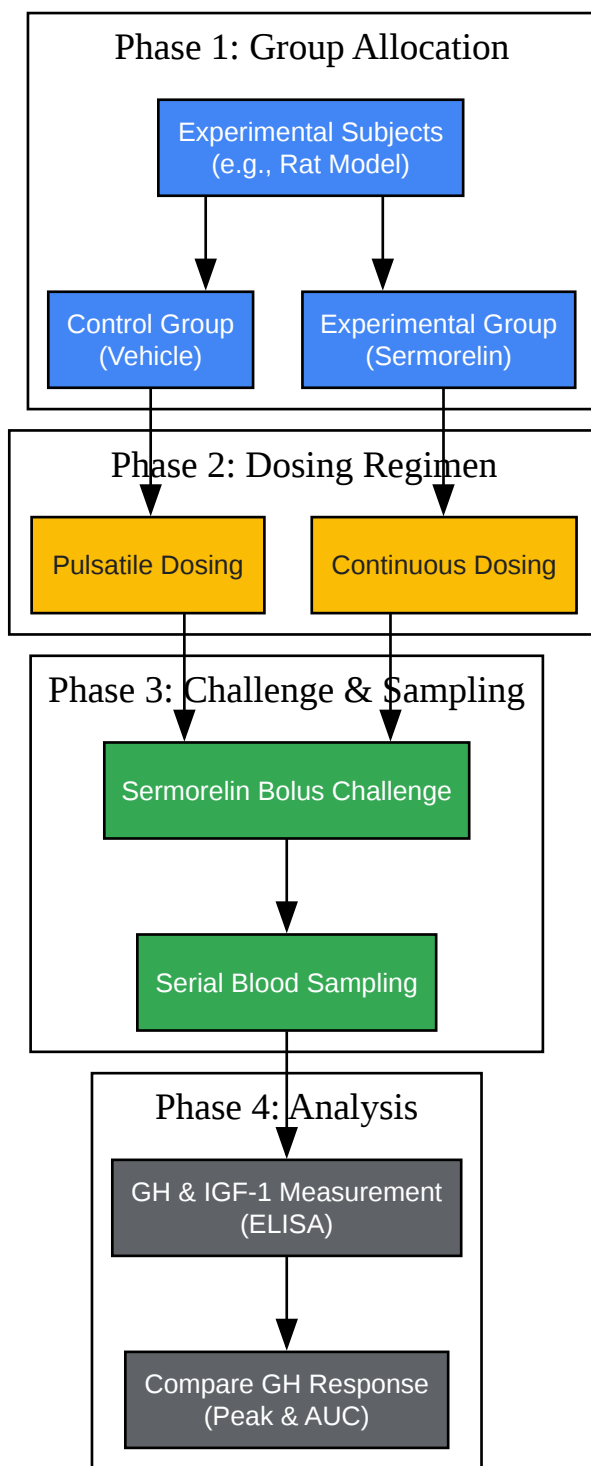 Phase 1: Group Allocation
Experimental Subjects
(e.g., Rat Model)
Control Group
(Vehicle)
Experimental Group
(Sermorelin)
Phase 2: Dosing Regimen
Pulsatile Dosing
Continuous Dosing
Phase 3: Challenge & Sampling
Sermorelin Bolus Challenge
Serial Blood Sampling
Phase 4: Analysis
GH & IGF-1 Measurement
(ELISA)
Compare GH Response
(Peak & AUC)